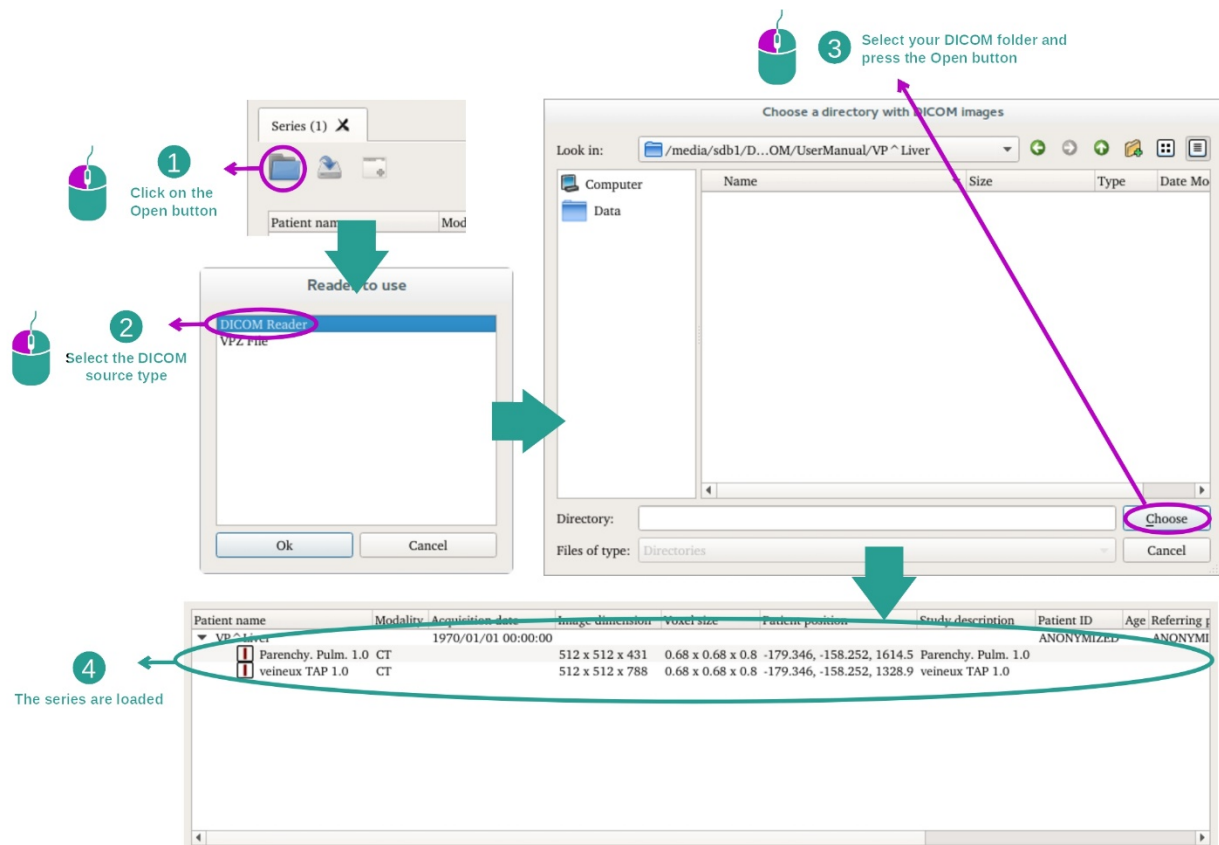 3
Select your DICOM folder and
press the Open button
Series (1)
1
Click on the
Open button
Patient name Mod
Choose a directory with DICOM images
Look in: /media/sdb1/D...OM/UserManual/VP^Liver
Computer
Data
Name Size Type Date Mo
Directory: Choose
Files of type: Directories Cancel
Reader to use
2
Select the DICOM
source type
DICOM Reader
VPZ File
Ok Cancel
Patient name Modality Acquisition date Image dimension Voxel size Patient position Study description Patient ID Age Referring p
VP^Liver 1970/01/01 00:00:00 ANONYMIZED ANONYMI
Parenchy. Pulm. 1.0 CT 512 x 512 x 431 0.68 x 0.68 x 0.8 -179.346, -158.252, 1614.5 Parenchy. Pulm. 1.0
veineux TAP 1.0 CT 512 x 512 x 788 0.68 x 0.68 x 0.8 -179.346, -158.252, 1328.9 veineux TAP 1.0
4
The series are loaded